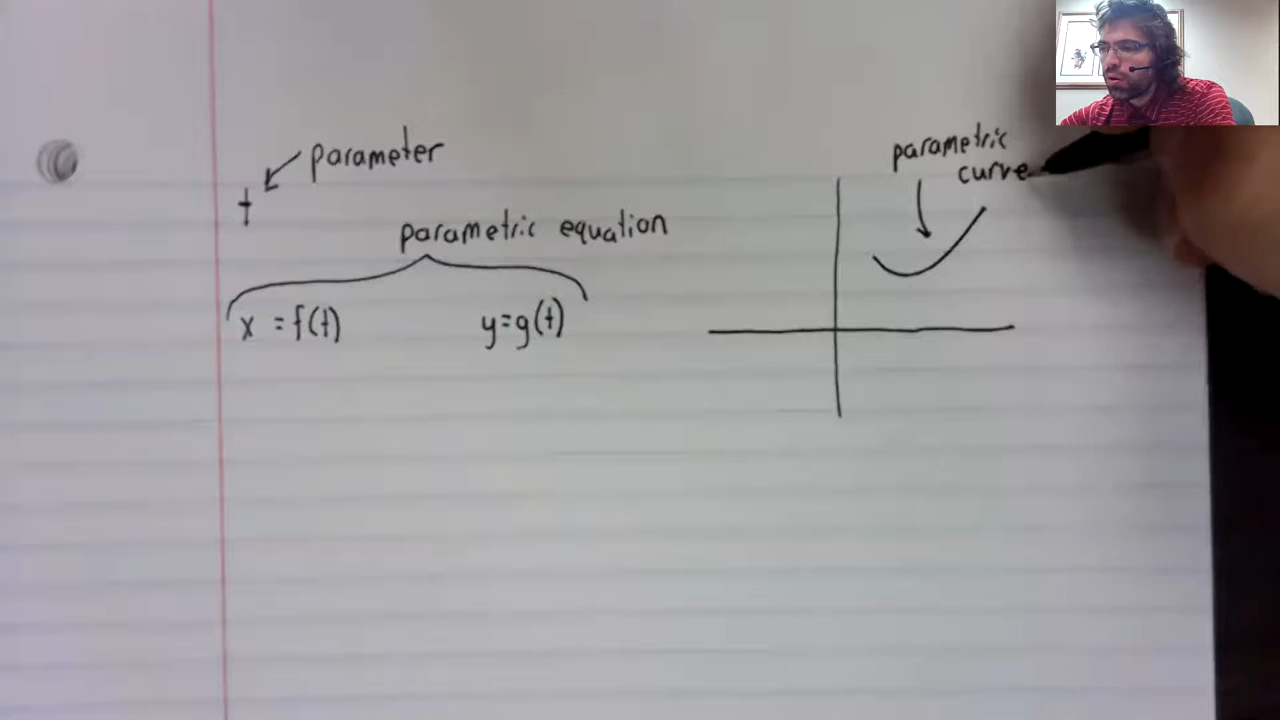 parameter
t
parametric equation
x = f(t) y=g(t)
parametric
curve